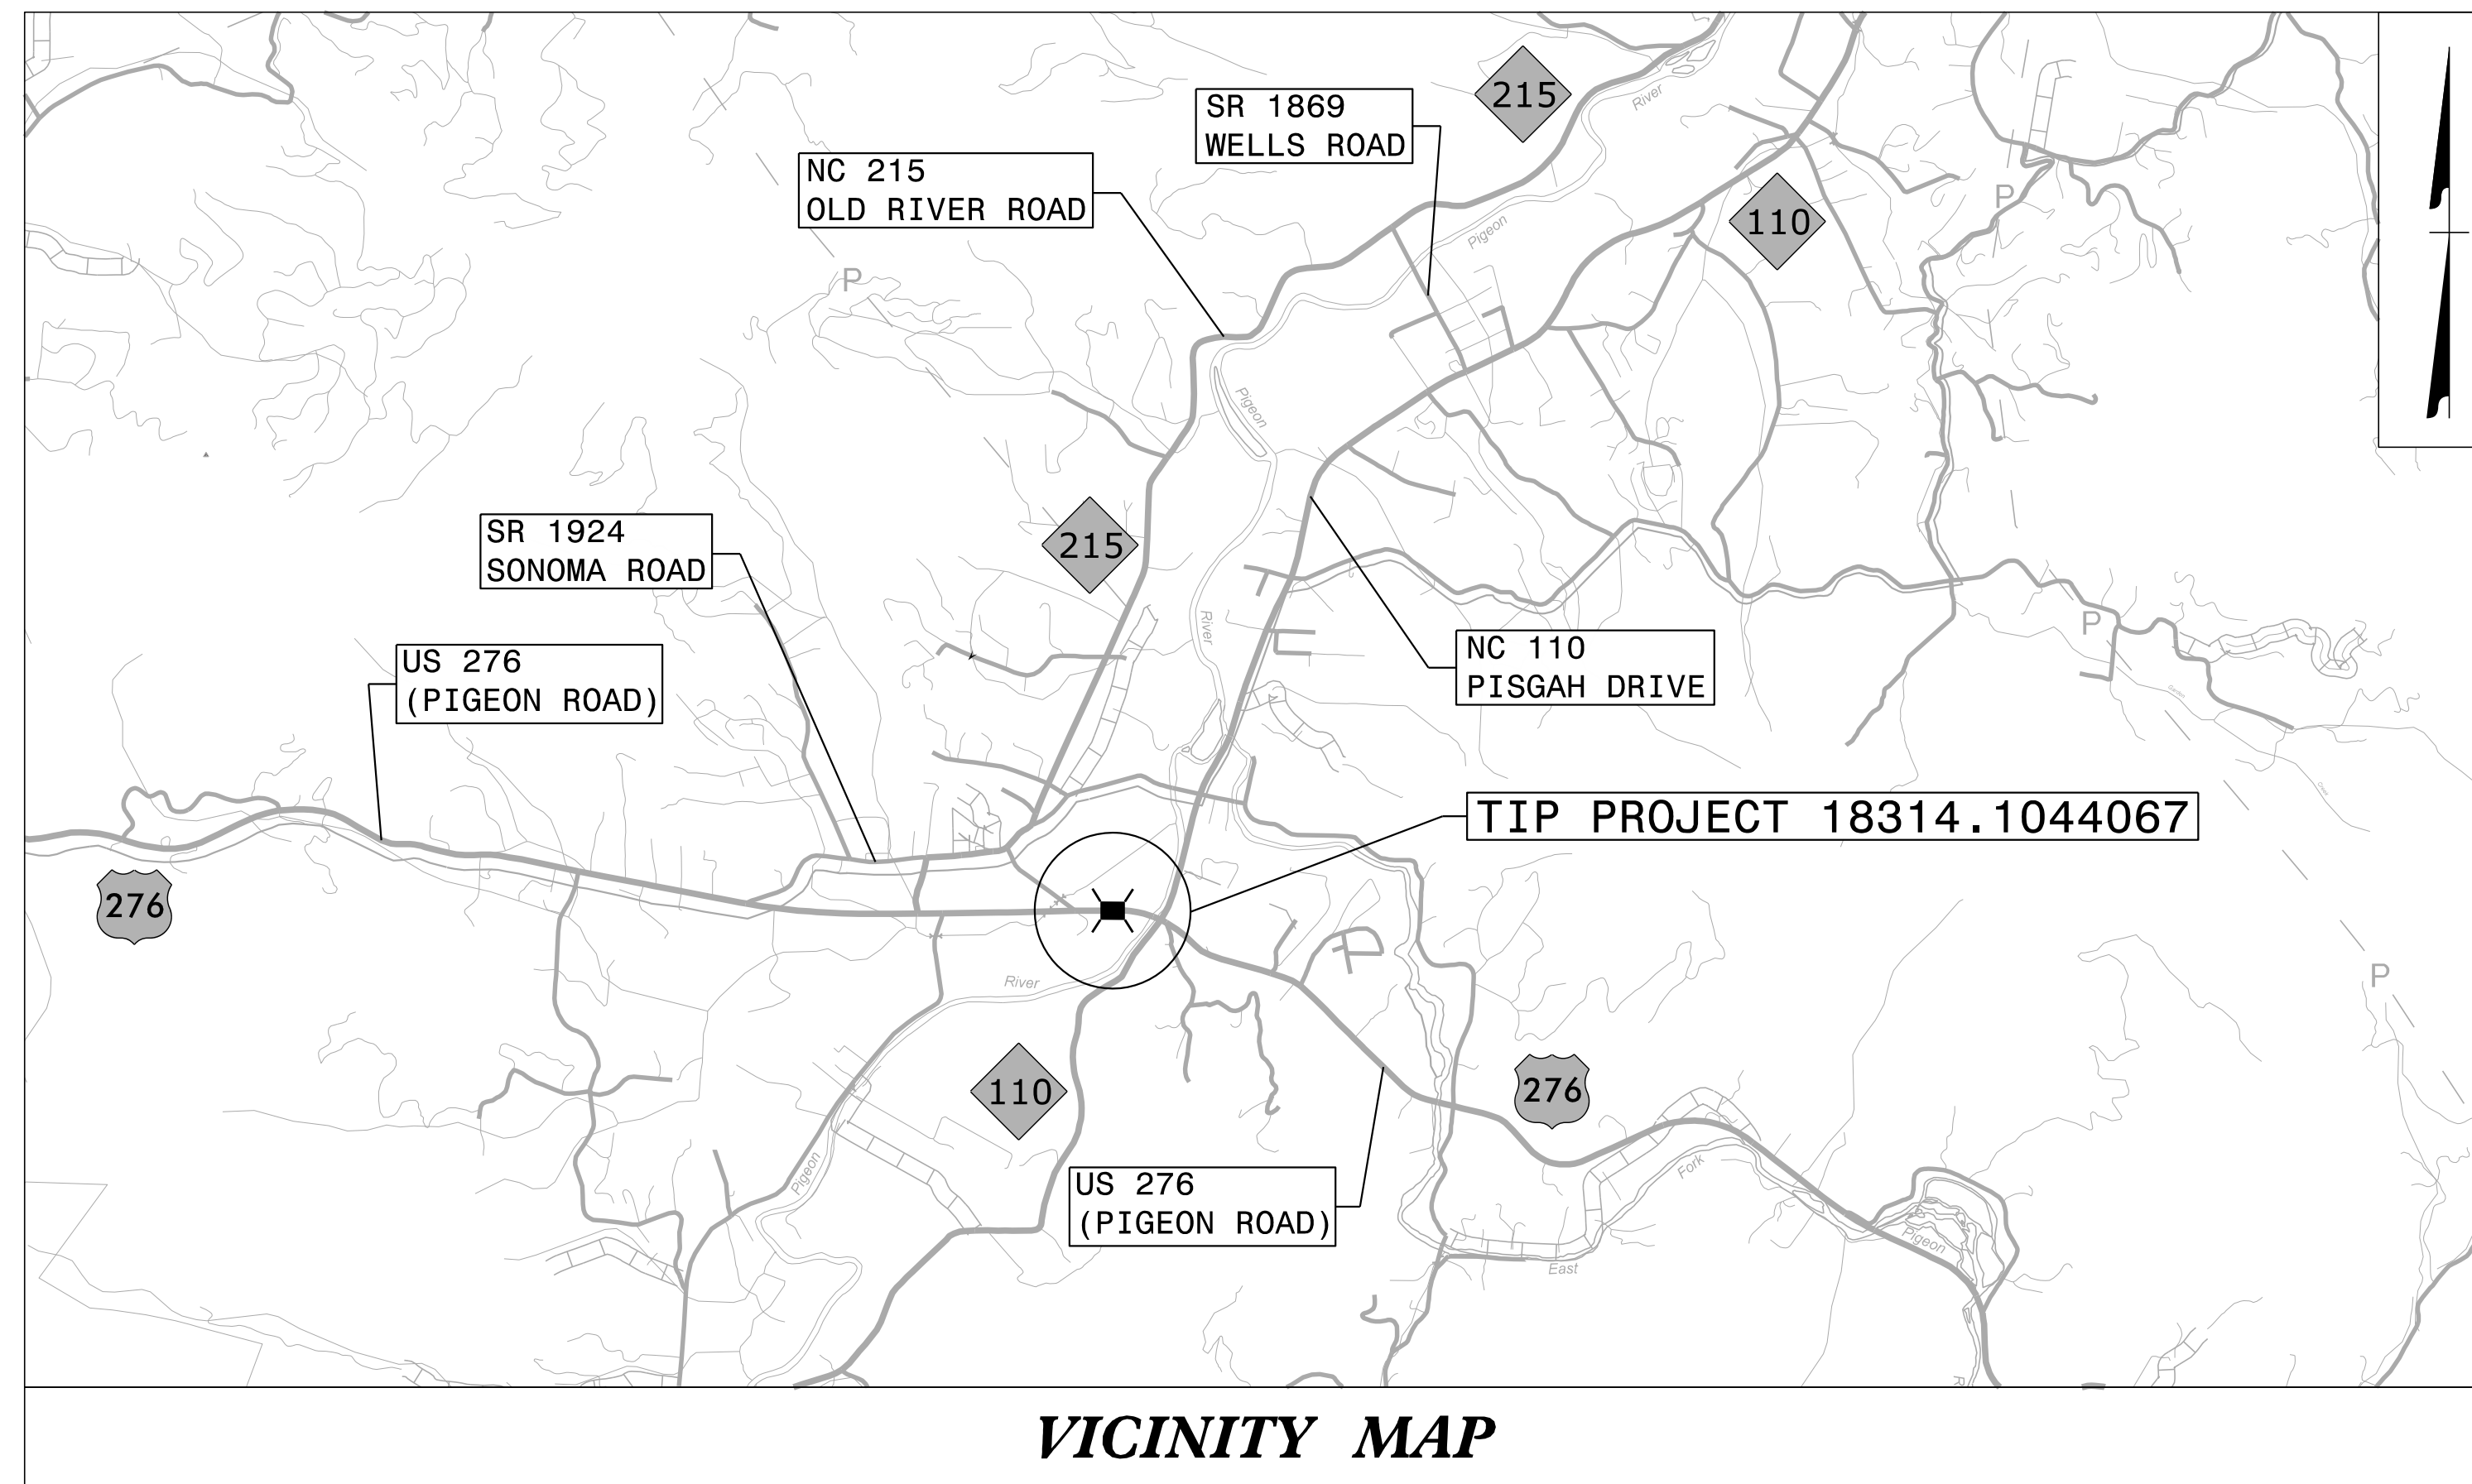 215
SR 1869
WELLS ROAD
River
NC 215
OLD RIVER ROAD
110
P
Pigeon
P
Pigeon
SR 1924
SONOMA ROAD
215
River
P
US 276
(PIGEON ROAD)
NC 110
PISGAH DRIVE
Creek
TIP PROJECT 18314.1044067
276
River
P
110
276
Pigeon
Fork
US 276
(PIGEON ROAD)
Pigeon
East
R
VICINITY MAP